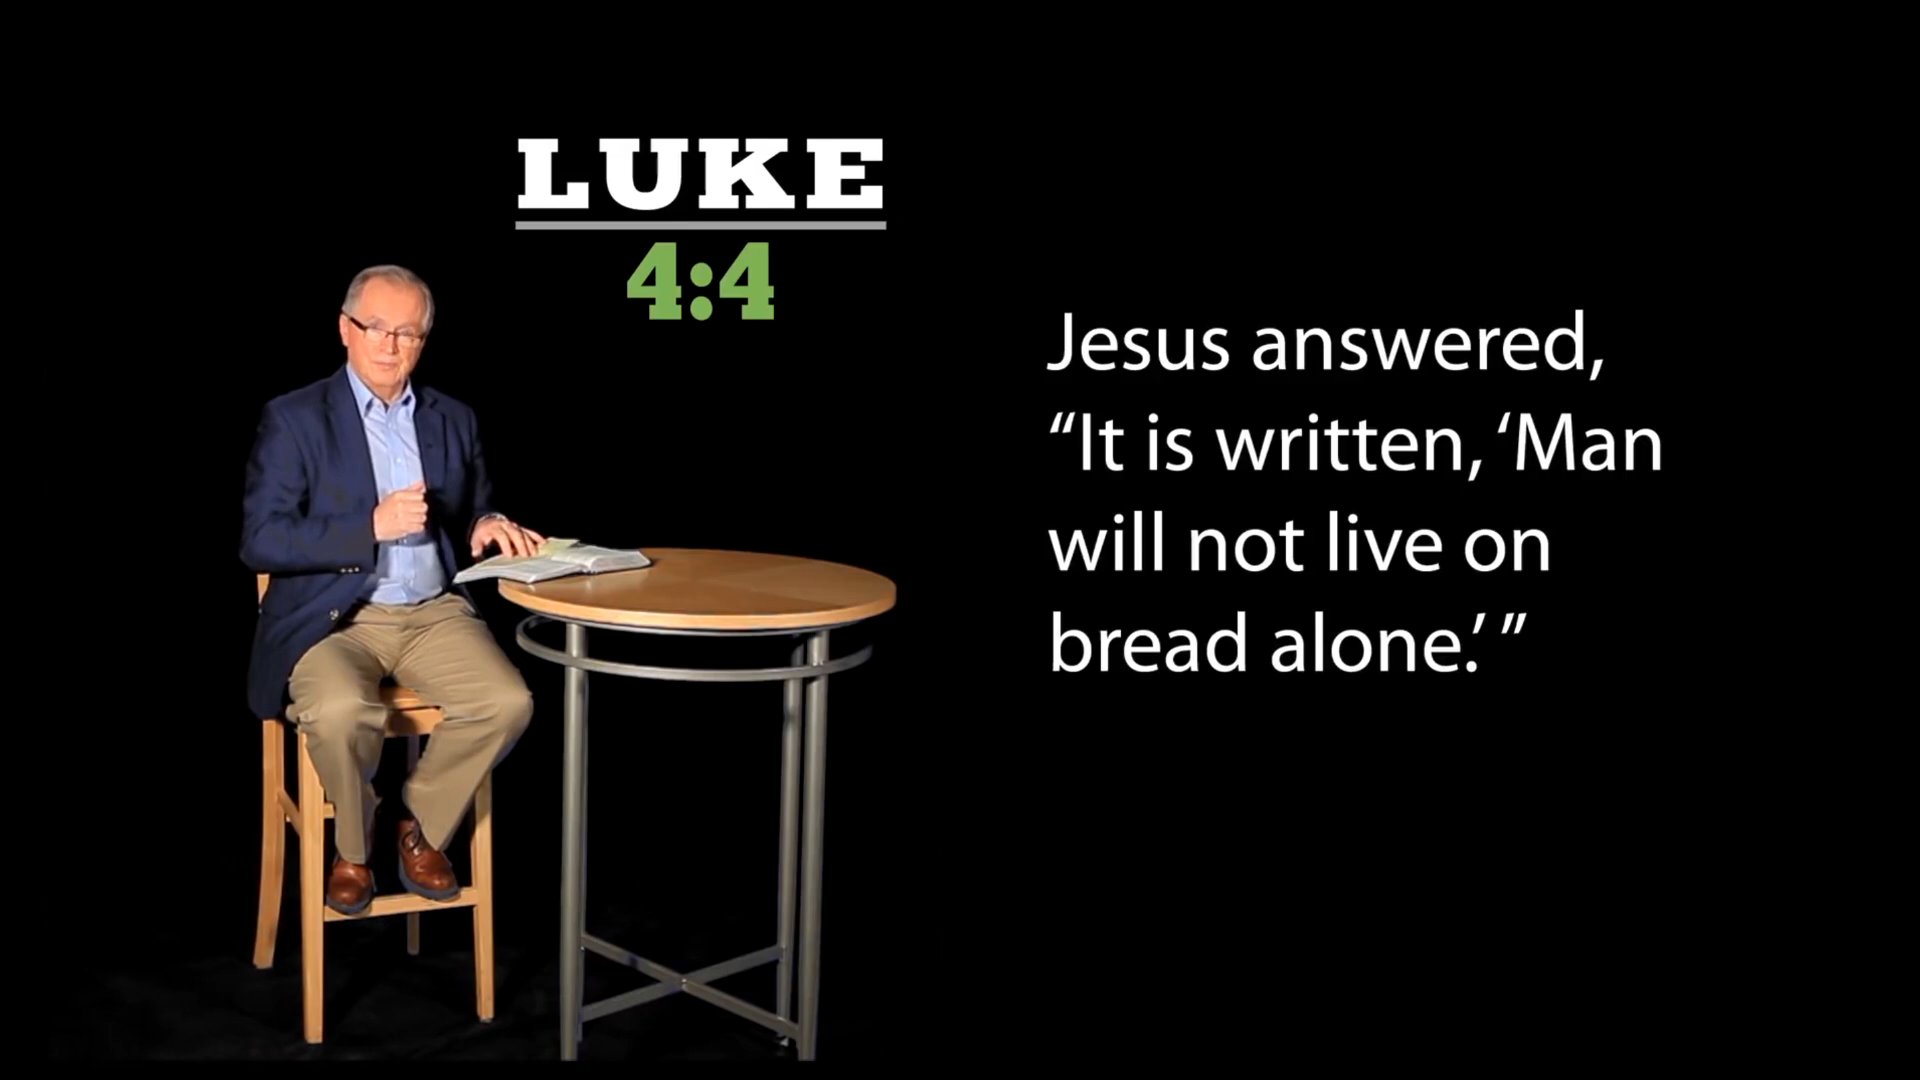 LUKE
4:4
Jesus answered,
“It is written, ‘Man
will not live on
bread alone.’ ”